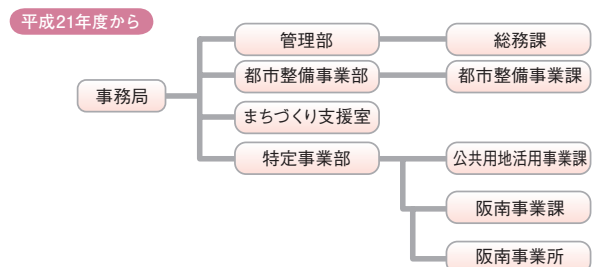 平成21年度から
管理部
総務課
都市整備事業部
都市整備事業課
事務局
まちづくり支援室
特定事業部
公共用地活用事業課
阪南事業課
阪南事業所